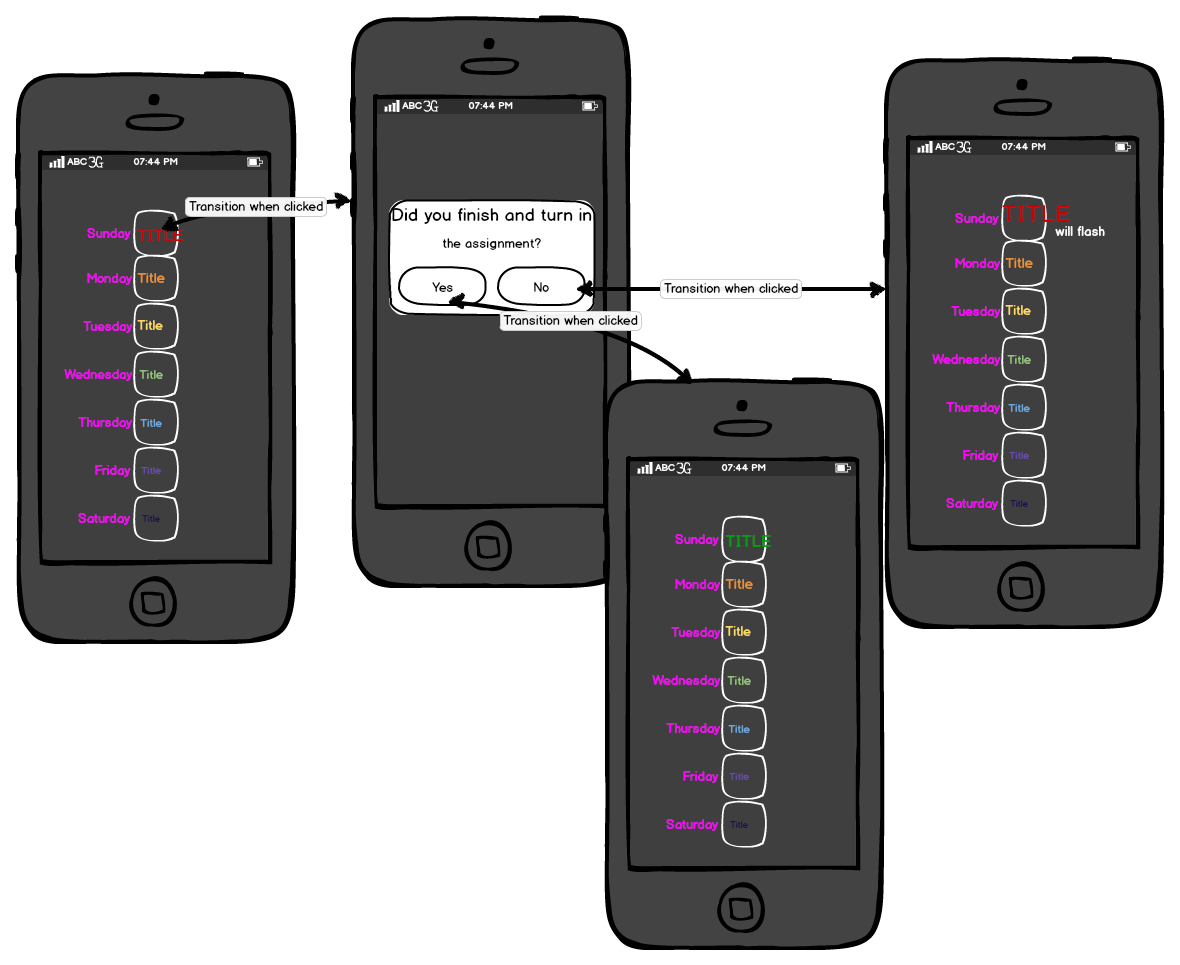 ABC 3G 07:44 PM
Sunday TITLE
Monday Title
Tuesday Title
Wednesday Title
Thursday Title
Friday Title
Saturday Title
Transition when clicked
ABC 3G 07:44 PM
Did you finish and turn in
the assignment?
Yes No
Transition when clicked
Transition when clicked
ABC 3G 07:44 PM
Sunday TITLE
Monday Title
Tuesday Title
Wednesday Title
Thursday Title
Friday Title
Saturday Title
ABC 3G 07:44 PM
Sunday TITLE
will flash
Monday Title
Tuesday Title
Wednesday Title
Thursday Title
Friday Title
Saturday Title